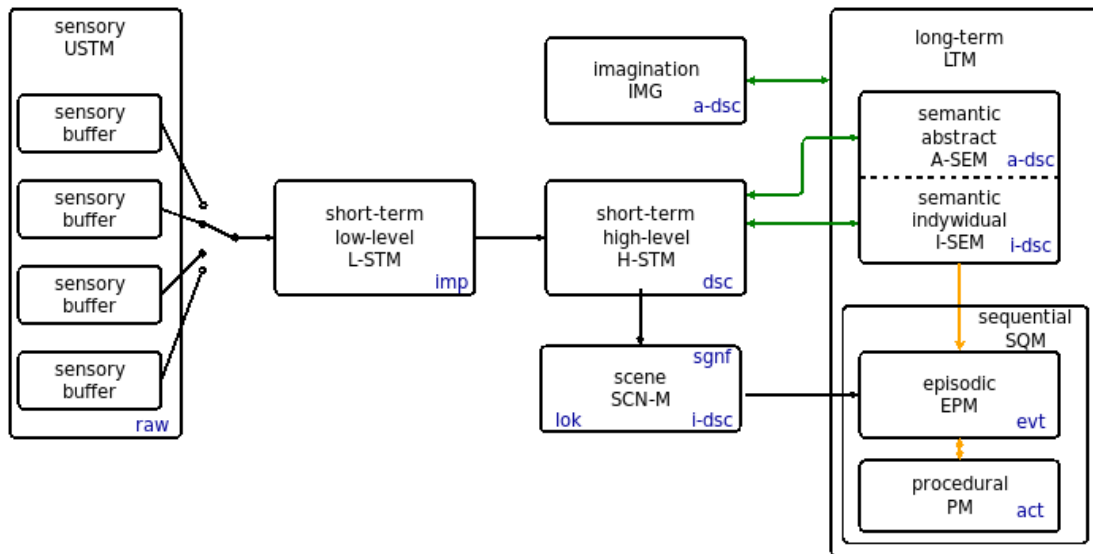 sensory
USTM
sensory
buffer
sensory
buffer
sensory
buffer
sensory
buffer
raw
short-term
low-level
L-STM
imp
imagination
IMG
a-dsc
short-term
high-level
H-STM
dsc
sgnf
scene
SCN-M
lok
i-dsc
long-term
LTM
semantic
abstract
A-SEM a-dsc
semantic
indywidual
I-SEM i-dsc
sequential
SQM
episodic
EPM
evt
procedural
PM
act